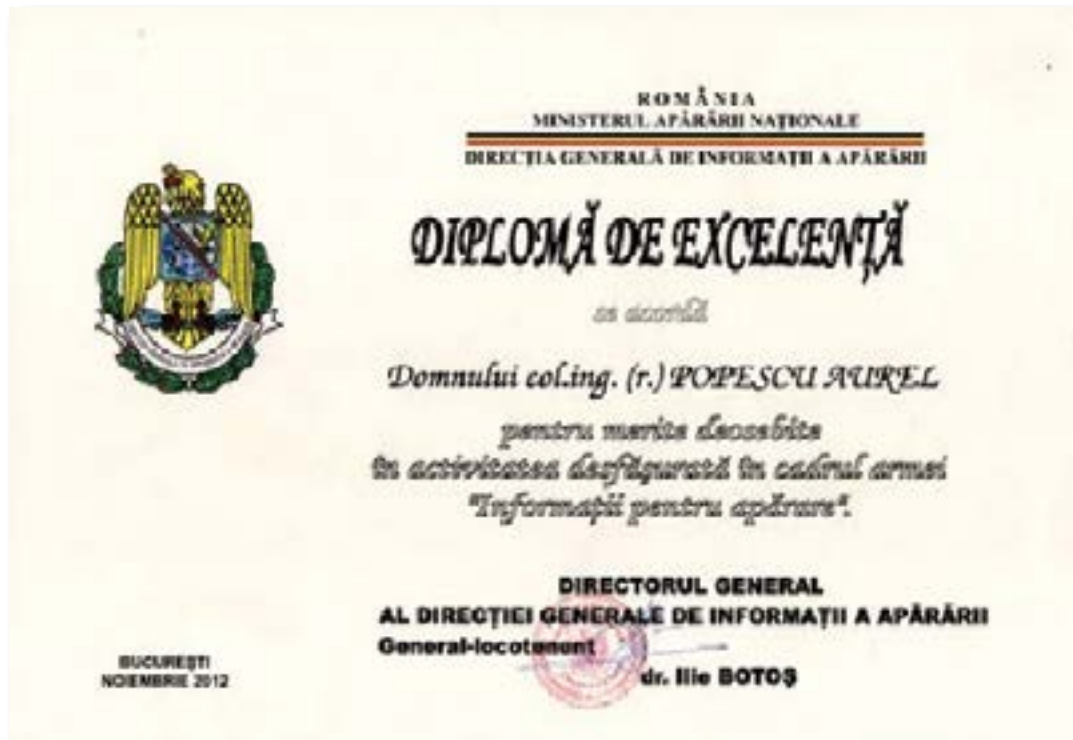 ROMÂNIA
MINISTERUL APĂRĂRII NAȚIONALE
DIRECȚIA GENERALĂ DE INFORMAȚII A APĂRĂRII
DIPLOMĂ DE EXCELENȚĂ
se acordă
Domnului col.ing. (r.) POPESCU AUREL
pentru merite deosebite
în activitatea desfășurată în cadrul armei
"Informații pentru apărare".
DIRECTORUL GENERAL
AL DIRECȚIEI GENERALE DE INFORMAȚII A APĂRĂRII
General-locotenent
dr. Ilie BOTOȘ
BUCUREȘTI
NOIEMBRIE 2012